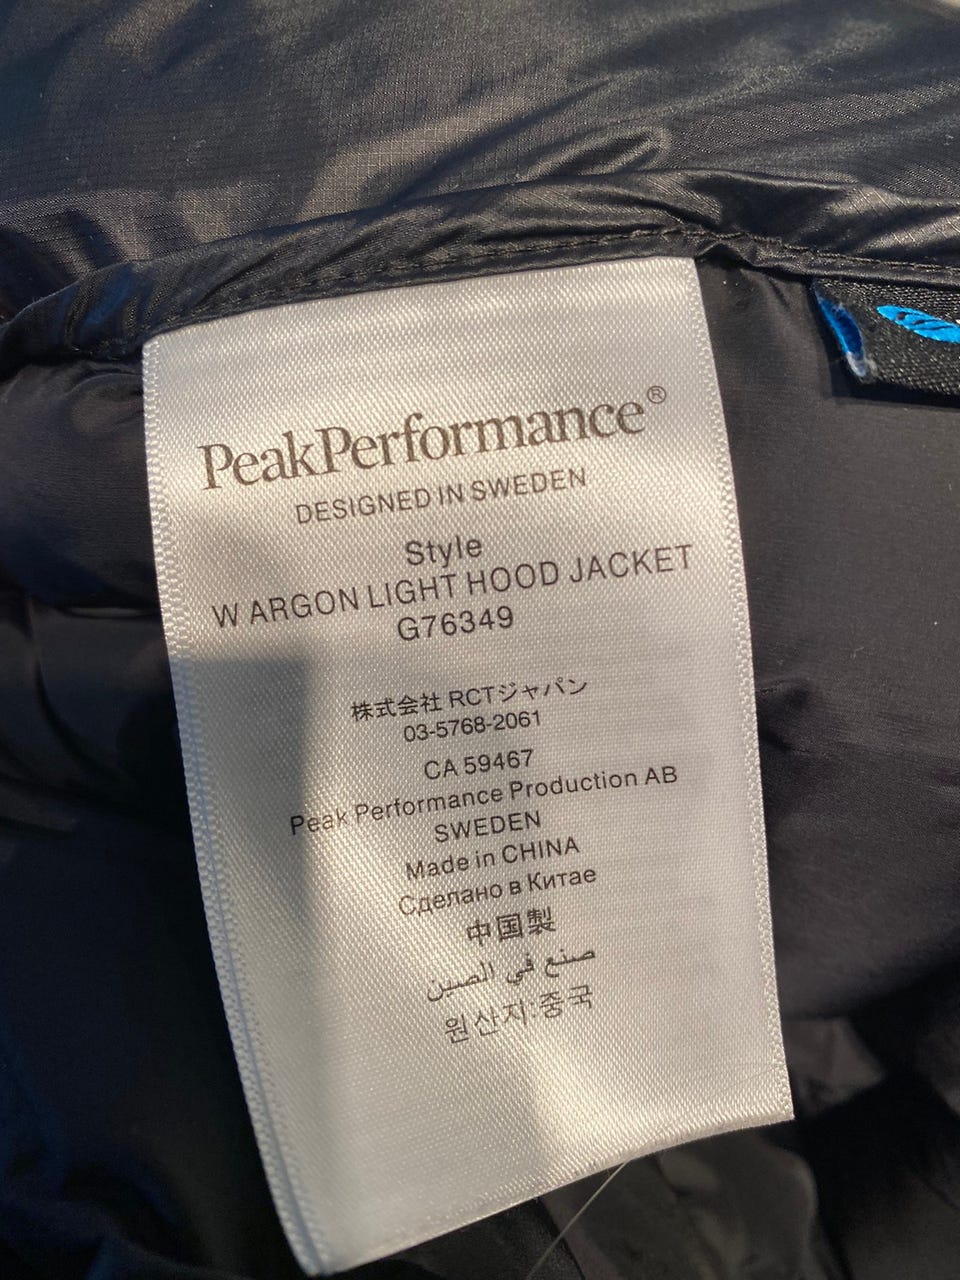 PeakPerformance®
DESIGNED IN SWEDEN
Style
W ARGON LIGHT HOOD JACKET
G76349
株式会社 RCTジャパン
03-5768-2061
CA 59467
Peak Performance Production AB
SWEDEN
Made in CHINA
Сделано в Китае
中国製
صنع في الصين
원산지:중국